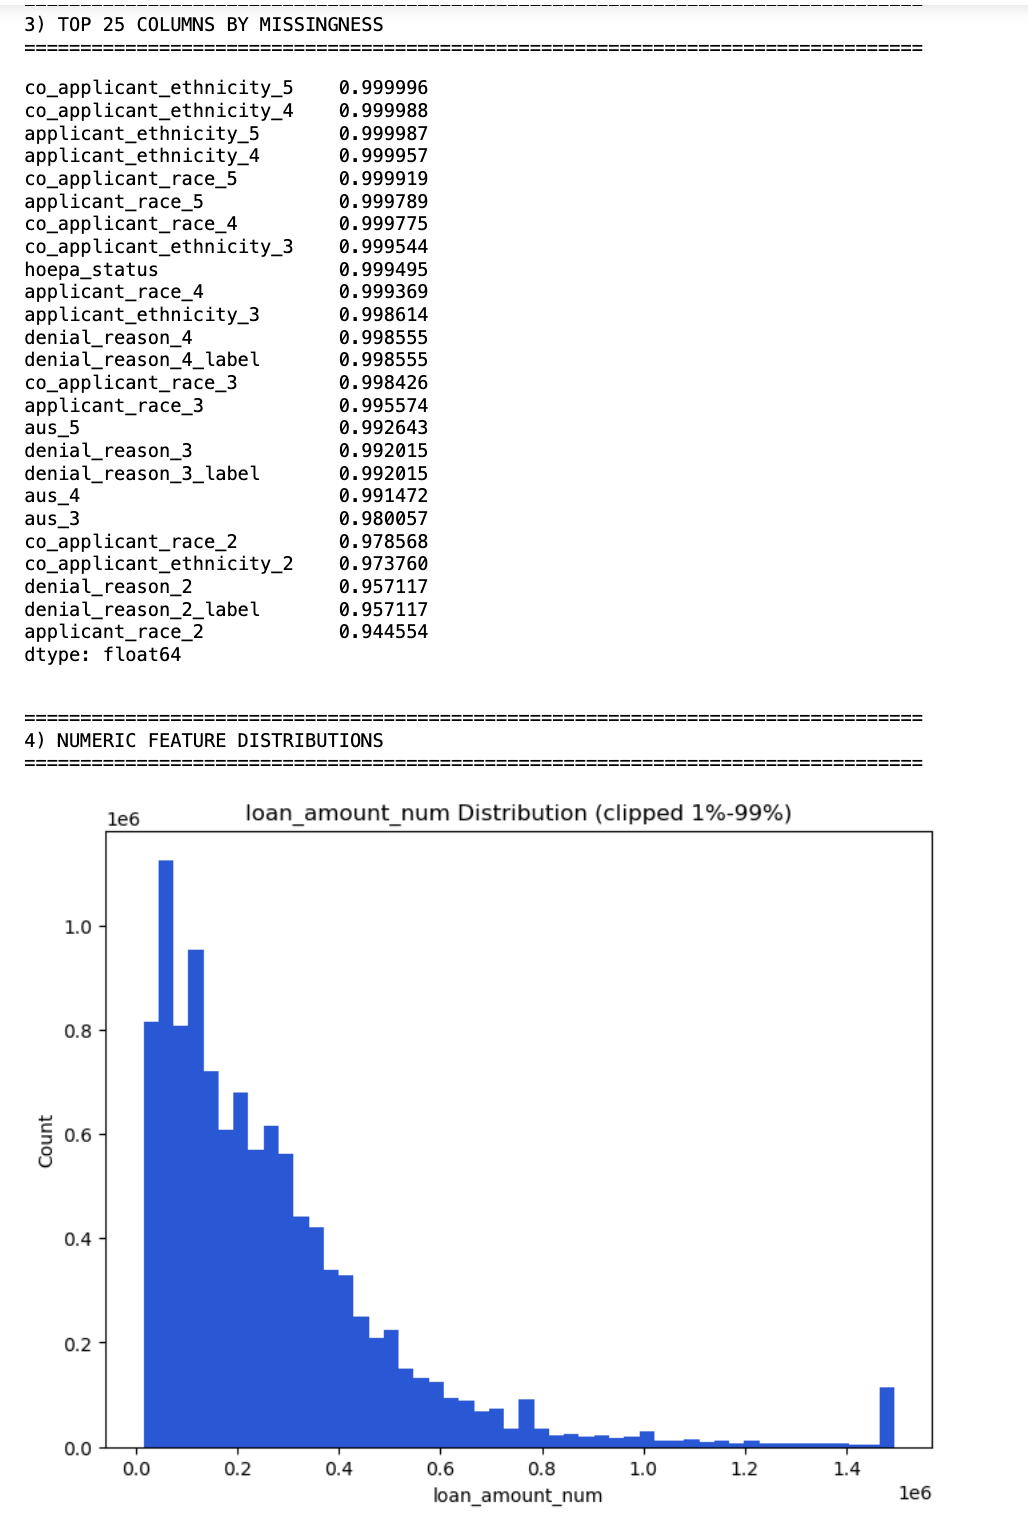 ================================================================================
3) TOP 25 COLUMNS BY MISSINGNESS
================================================================================
co_applicant_ethnicity_5    0.999996
co_applicant_ethnicity_4    0.999988
applicant_ethnicity_5       0.999987
applicant_ethnicity_4       0.999957
co_applicant_race_5         0.999919
applicant_race_5            0.999789
co_applicant_race_4         0.999775
co_applicant_ethnicity_3    0.999544
hoepa_status                0.999495
applicant_race_4            0.999369
applicant_ethnicity_3       0.998614
denial_reason_4             0.998555
denial_reason_4_label       0.998555
co_applicant_race_3         0.998426
applicant_race_3            0.995574
aus_5                       0.992643
denial_reason_3             0.992015
denial_reason_3_label       0.992015
aus_4                       0.991472
aus_3                       0.980057
co_applicant_race_2         0.978568
co_applicant_ethnicity_2    0.973760
denial_reason_2             0.957117
denial_reason_2_label       0.957117
applicant_race_2            0.944554
dtype: float64
================================================================================
4) NUMERIC FEATURE DISTRIBUTIONS
================================================================================
loan_amount_num Distribution (clipped 1%-99%)
1e6
1.0
0.8
0.6
0.4
0.2
0.0
Count
0.0 0.2 0.4 0.6 0.8 1.0 1.2 1.4
loan_amount_num
1e6